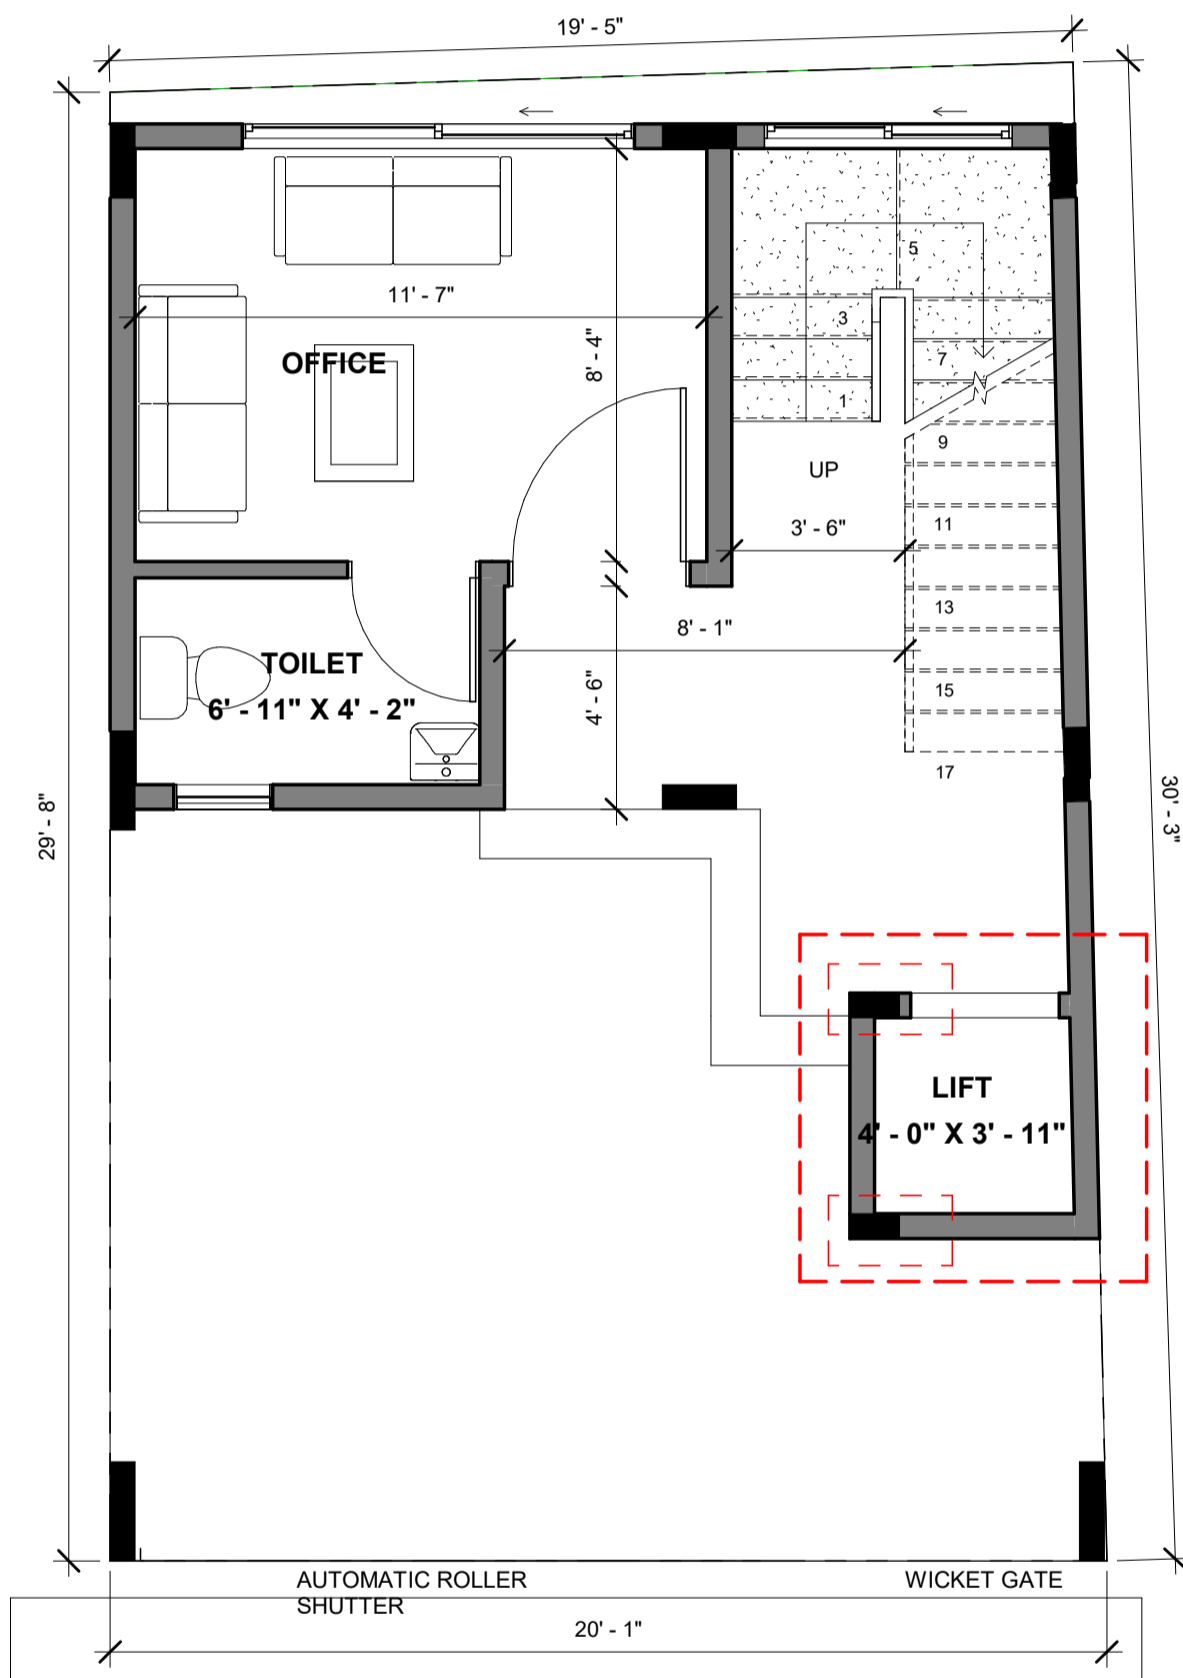 19' - 5"
5
11' - 7"
3
8' - 4"
OFFICE
7
1
9
UP
11
3' - 6"
13
8' - 1"
TOILET
15
4' - 6"
6' - 11" X 4' - 2"
17
29' - 8"
30' - 3"
LIFT
4' - 0" X 3' - 11"
AUTOMATIC ROLLER
SHUTTER
WICKET GATE
20' - 1"